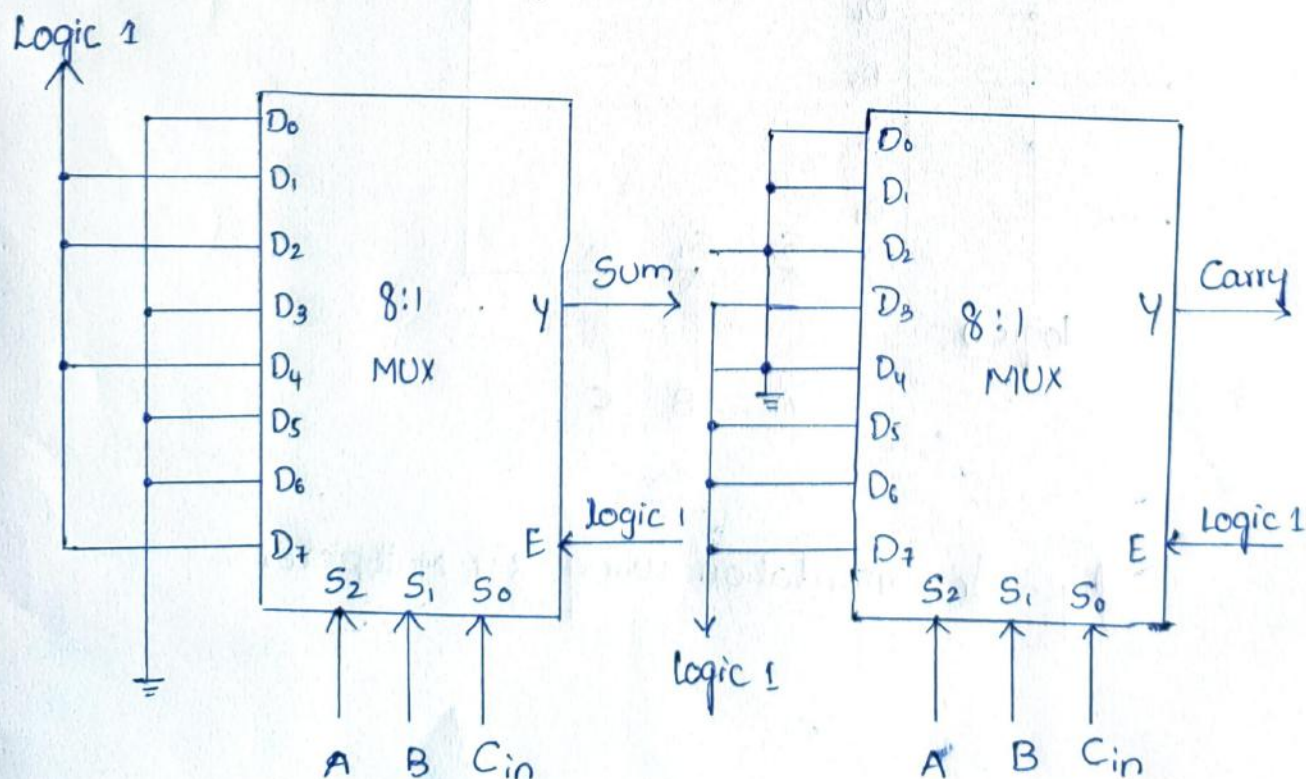 Logic 1
D0
D1
D2
D3
D4
D5
D6
D7
8:1
MUX
Y
Sum
E
Logic 1
S2 S1 S0
A B Cin
D0
D1
D2
D3
D4
D5
D6
D7
8:1
MUX
Y
Carry
E
Logic 1
S2 S1 S0
Logic 1
A B Cin